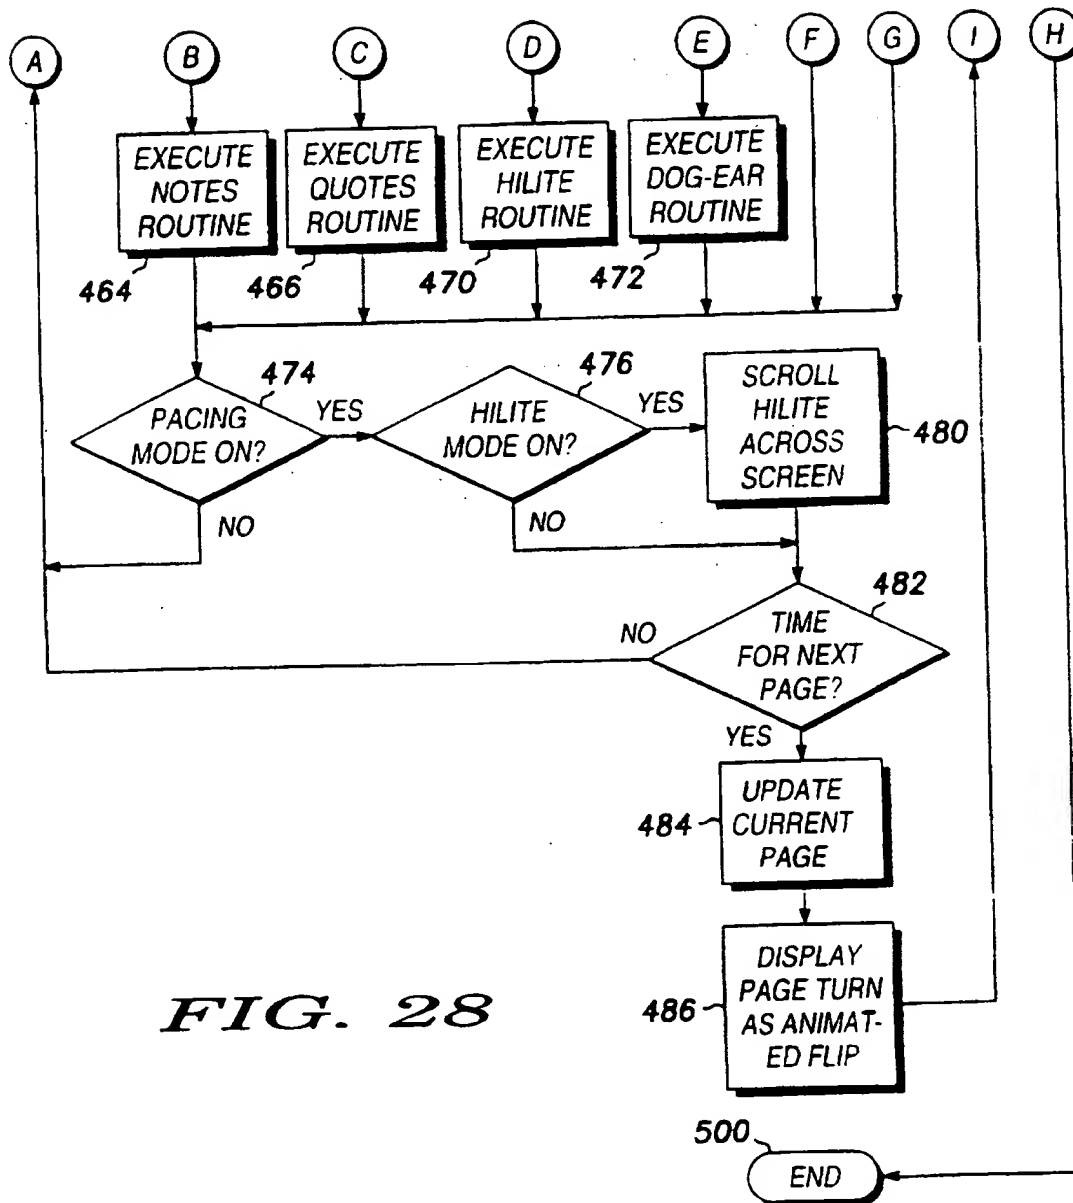 A
B
C
D
E
F
G
I
H
EXECUTE
NOTES
ROUTINE
464
EXECUTE
QUOTES
ROUTINE
466
EXECUTE
HILITE
ROUTINE
470
EXECUTE
DOG-EAR
ROUTINE
472
PACING
MODE ON?
474
YES
NO
HILITE
MODE ON?
476
YES
NO
SCROLL
HILITE
ACROSS
SCREEN
480
TIME
FOR NEXT
PAGE?
482
NO
YES
UPDATE
CURRENT
PAGE
484
DISPLAY
PAGE TURN
AS ANIMAT-
ED FLIP
486
FIG. 28
500
END